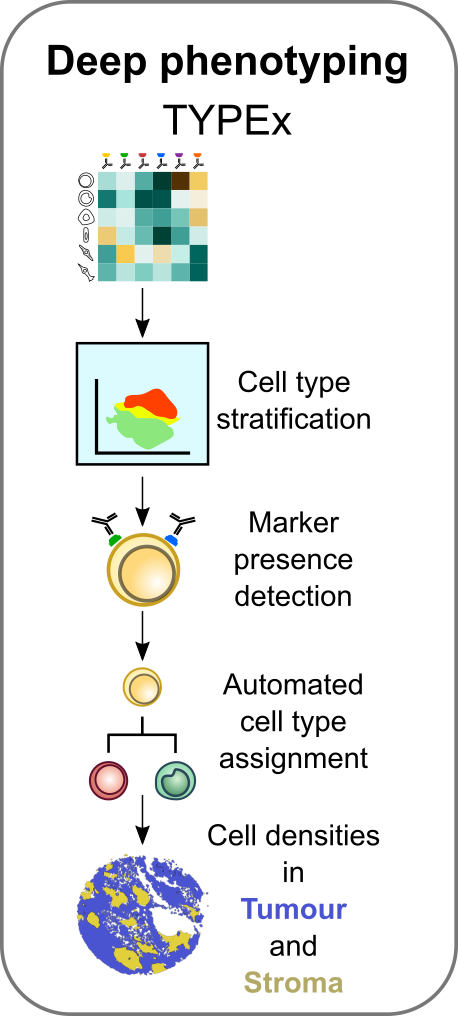 Deep phenotyping
TYPEx
Cell type
stratification
Marker
presence
detection
Automated
cell type
assignment
Cell densities
in
Tumour
and
Stroma